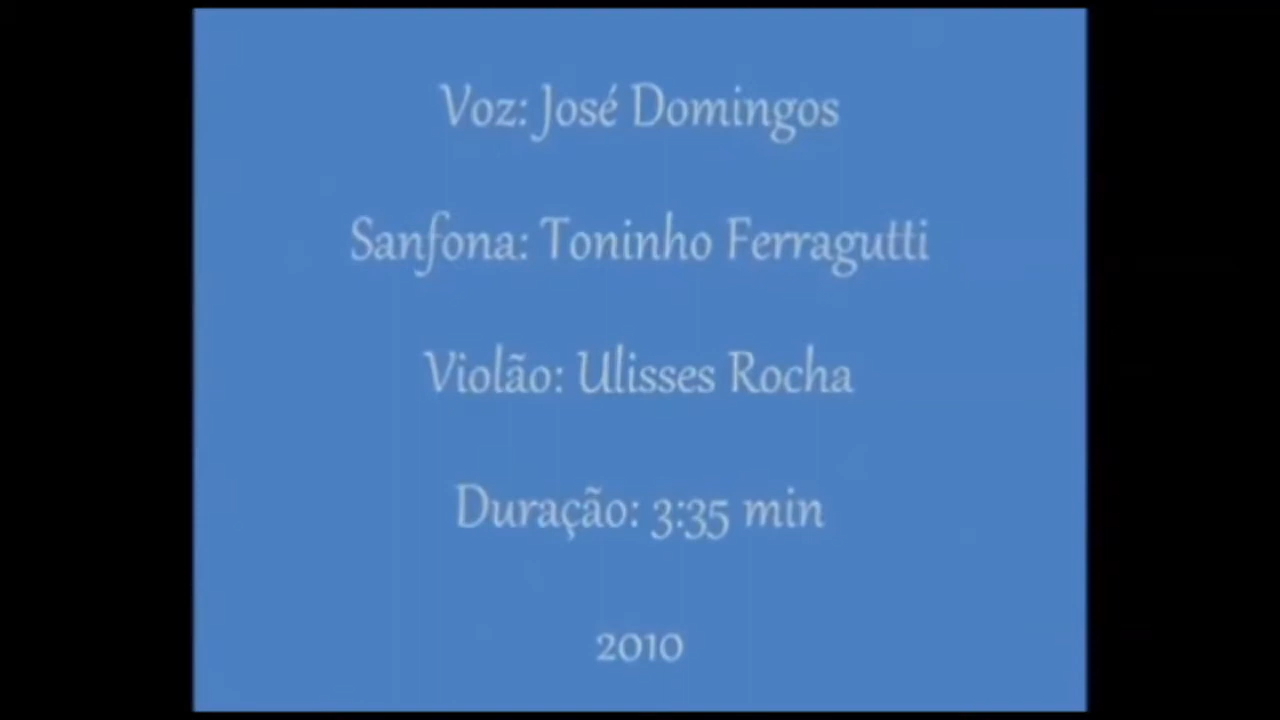 Voz: José Domingos
Sanfona: Toninho Ferragutti
Violão: Ulisses Rocha
Duração: 3:35 min
2010